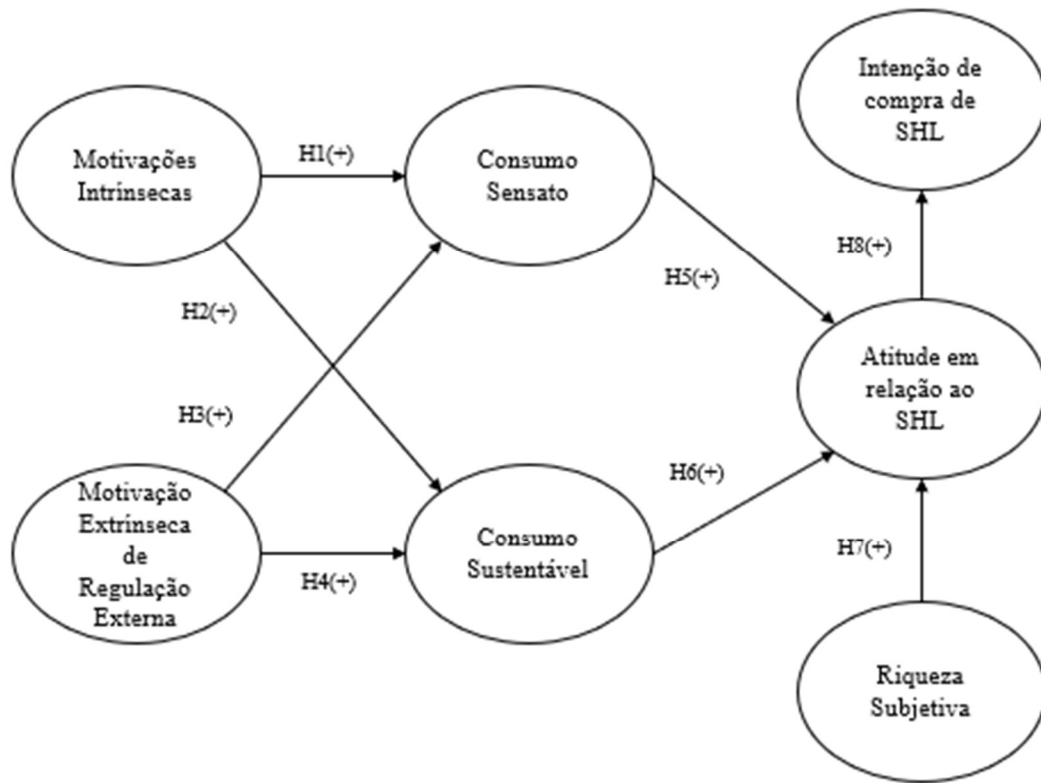 Motivações
Intrínsecas
H1(+)
Consumo
Sensato
Intenção de
compra de
SHL
H2(+)
H5(+)
H8(+)
H3(+)
Atitude em
relação ao
SHL
Motivação
Extrínseca
de
Regulação
Externa
H4(+)
Consumo
Sustentável
H6(+)
H7(+)
Riqueza
Subjetiva